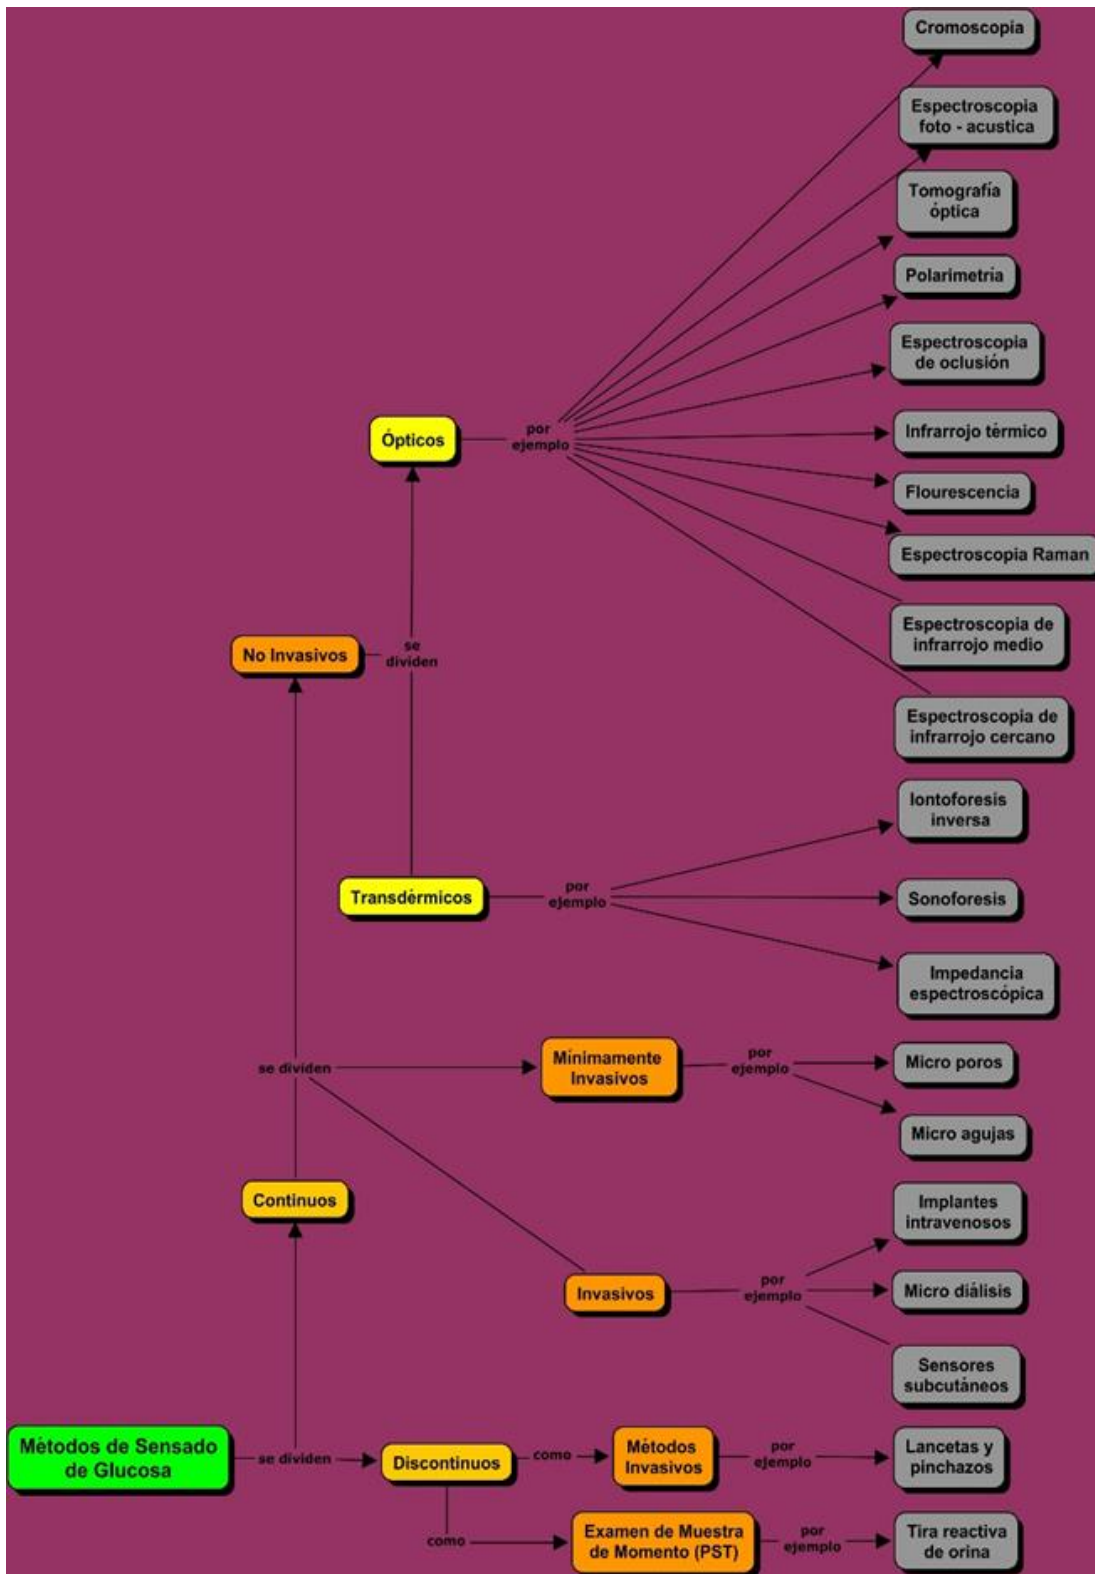 Cromoscopia
Espectroscopia
foto - acustica
Tomografía
óptica
Polarimetria
Espectroscopia
de oclusión
Ópticos
por
ejemplo
Infrarrojo térmico
Flourescencia
Espectroscopia Raman
Espectroscopia de
infrarrojo medio
No Invasivos
se
dividen
Espectroscopia de
infrarrojo cercano
Iontoforesis
inversa
Transdérmicos
por
ejemplo
Sonoforesis
Impedancia
espectroscópica
se dividen
Mínimamente
Invasivos
por
ejemplo
Micro poros
Micro agujas
Continuos
Implantes
intravenosos
Invasivos
por
ejemplo
Micro diálisis
Sensores
subcutáneos
Métodos de Sensado
de Glucosa
se dividen
Discontinuos
como
Métodos
Invasivos
por
ejemplo
Lancetas y
pinchazos
como
Examen de Muestra
de Momento (PST)
por
ejemplo
Tira reactiva
de orina